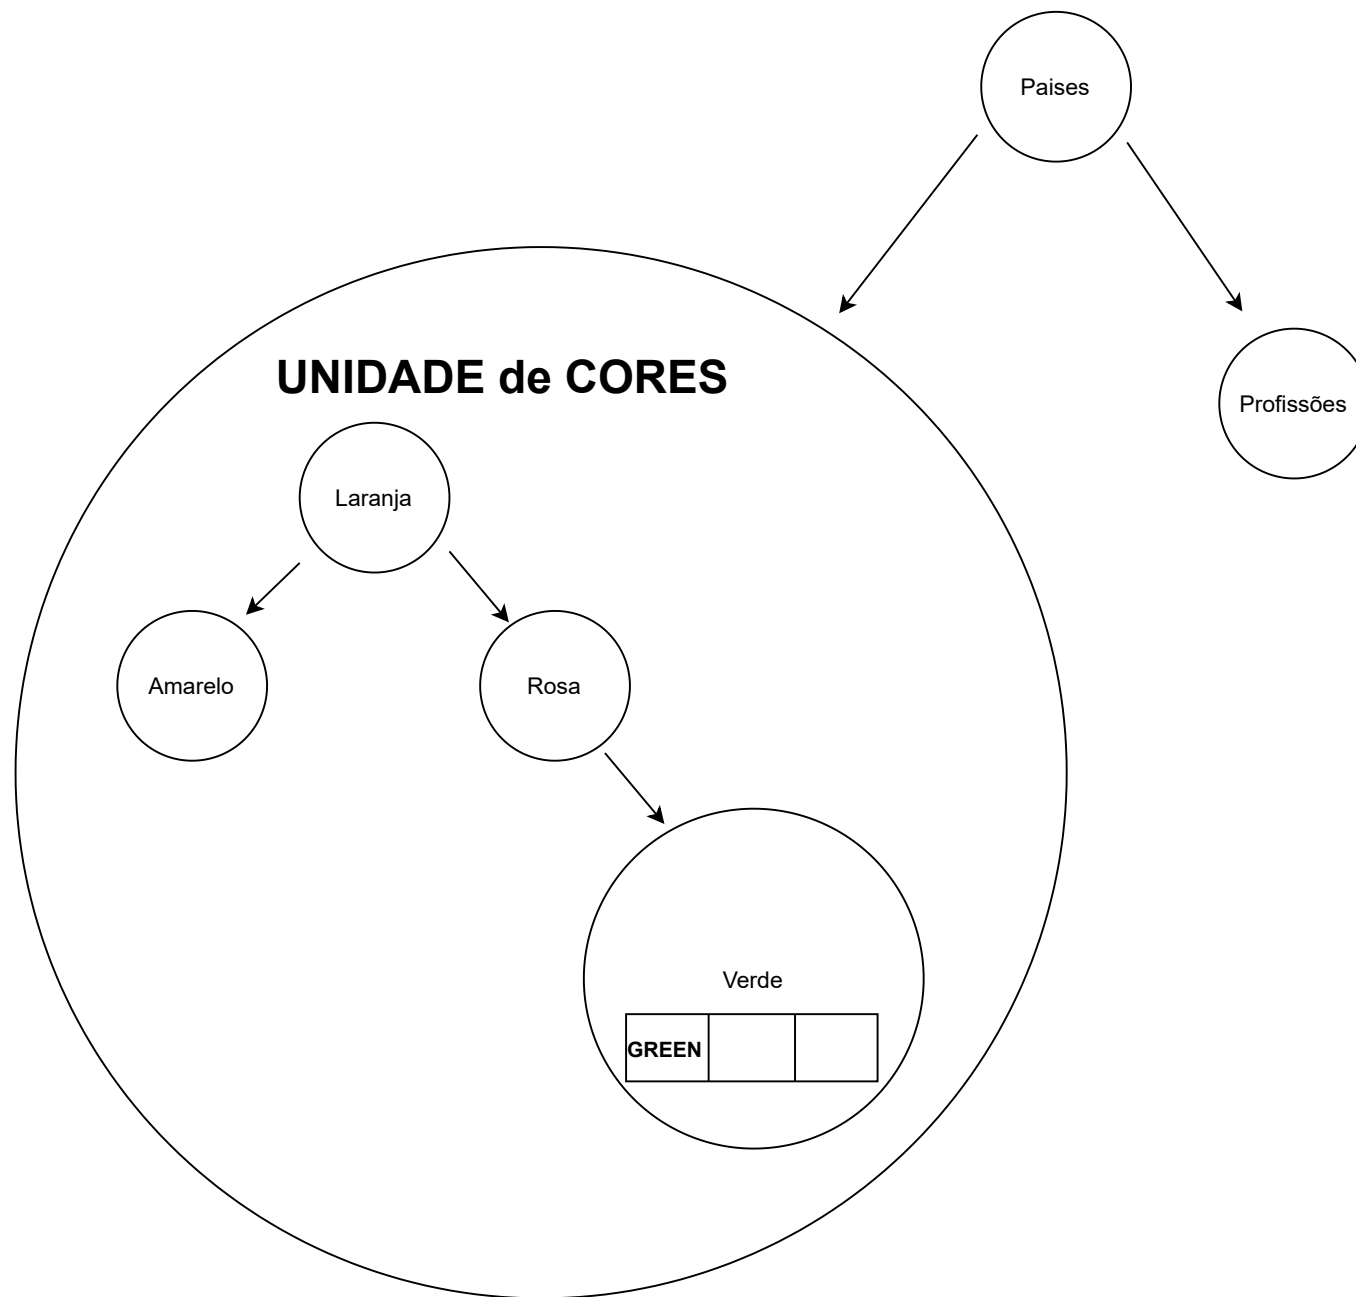 Paises
UNIDADE de CORES
Profissões
Laranja
Amarelo
Rosa
Verde
GREEN